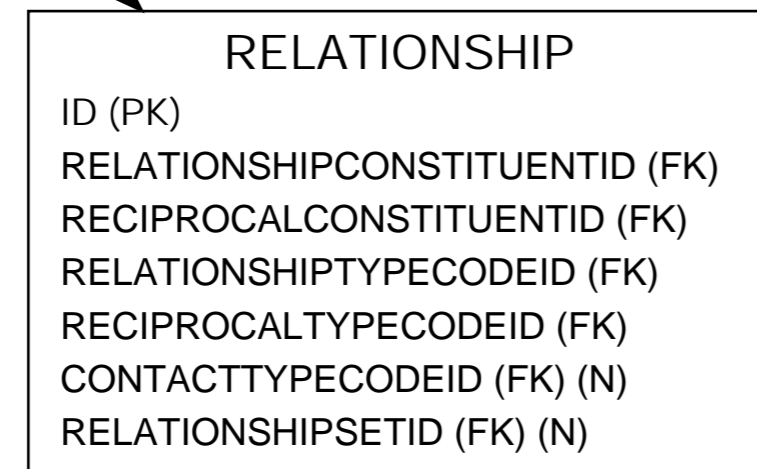 RELATIONSHIP
ID (PK)
RELATIONSHIPCONSTITUENTID (FK)
RECIPROCALCONSTITUENTID (FK)
RELATIONSHIPTYPECODEID (FK)
RECIPROCALTYPECODEID (FK)
CONTACTTYPECODEID (FK) (N)
RELATIONSHIPSETID (FK) (N)